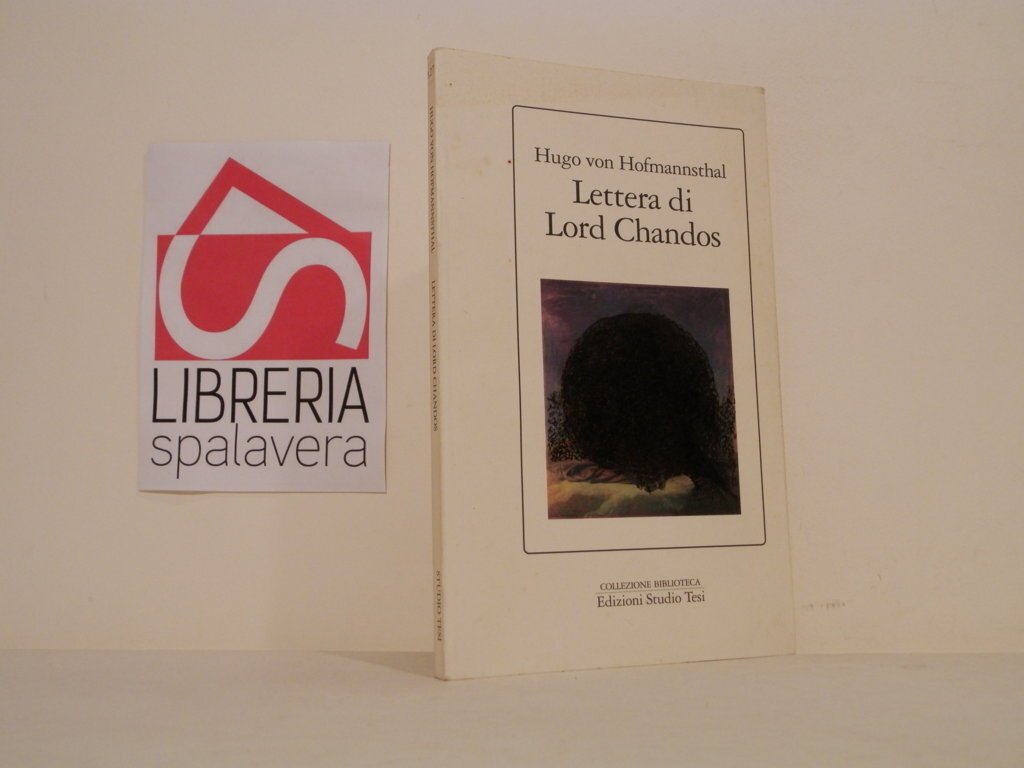 LIBRERIA
spalavera
HUGO VON HOFMANNSTHAL LETTERA DI LORD CHANDOS
STUDIO TESI
Hugo von Hofmannsthal
Lettera di
Lord Chandos
COLLEZIONE BIBLIOTECA
Edizioni Studio Tesi